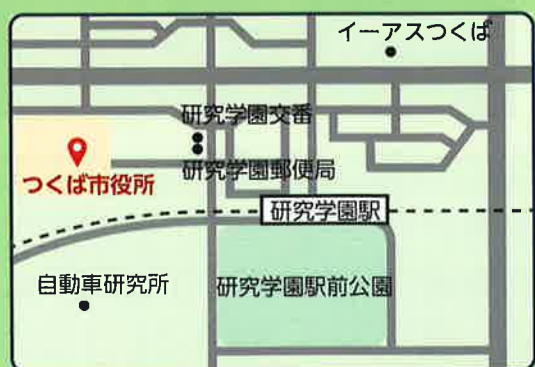 イーアスつくば
研究学園交番
研究学園郵便局
つくば市役所
研究学園駅
自動車研究所
研究学園駅前公園